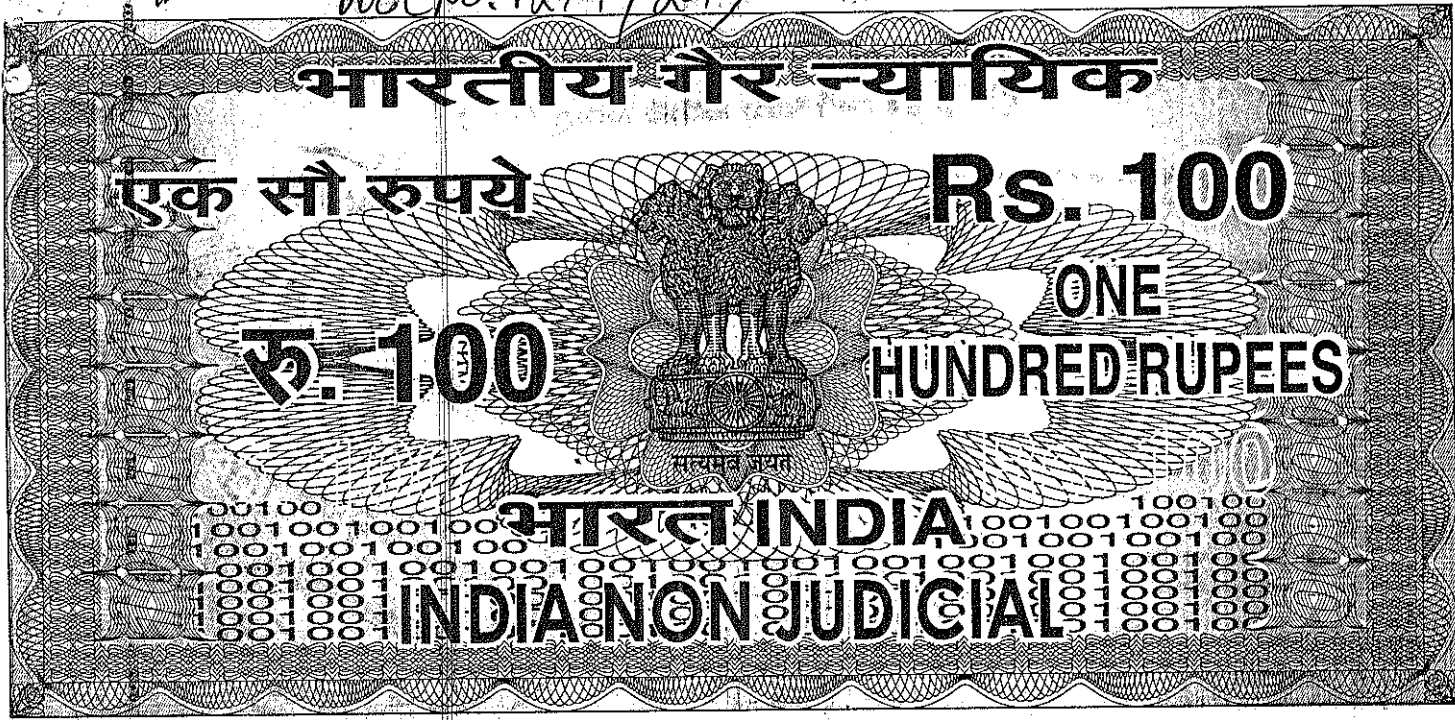 भारतीय गैर न्यायिक
एक सौ रुपये
Rs. 100
रु. 100
ONE
HUNDRED RUPEES
सत्यमेव जयते
भारत INDIA
INDIA NON JUDICIAL